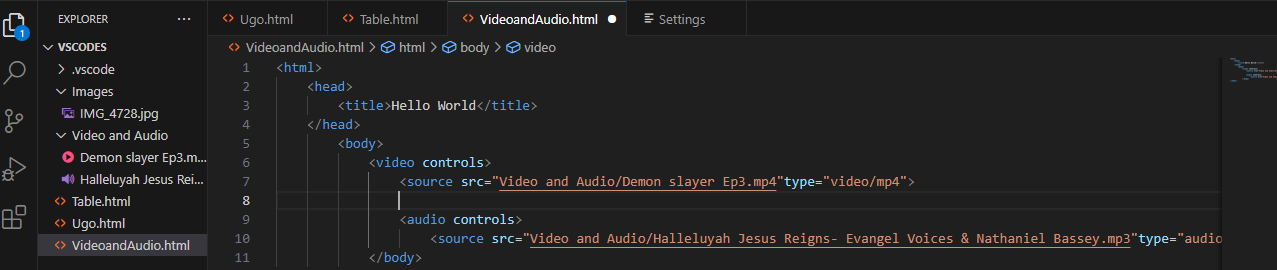 EXPLORER
Ugo.html
Table.html
VideoandAudio.html
Settings
1
VSCODES
VideoandAudio.html > html > body > video
.vscode
Images
IMG_4728.jpg
Video and Audio
Demon slayer Ep3.m...
Halleluyah Jesus Rei...
Table.html
Ugo.html
VideoandAudio.html
1 <html>
2 <head>
3 <title>Hello World</title>
4 </head>
5 <body>
6 <video controls>
7 <source src="Video and Audio/Demon slayer Ep3.mp4"type="video/mp4">
8
9 <audio controls>
10 <source src="Video and Audio/Halleluyah Jesus Reigns- Evangel Voices & Nathaniel Bassey.mp3"type="audio
11 </body>